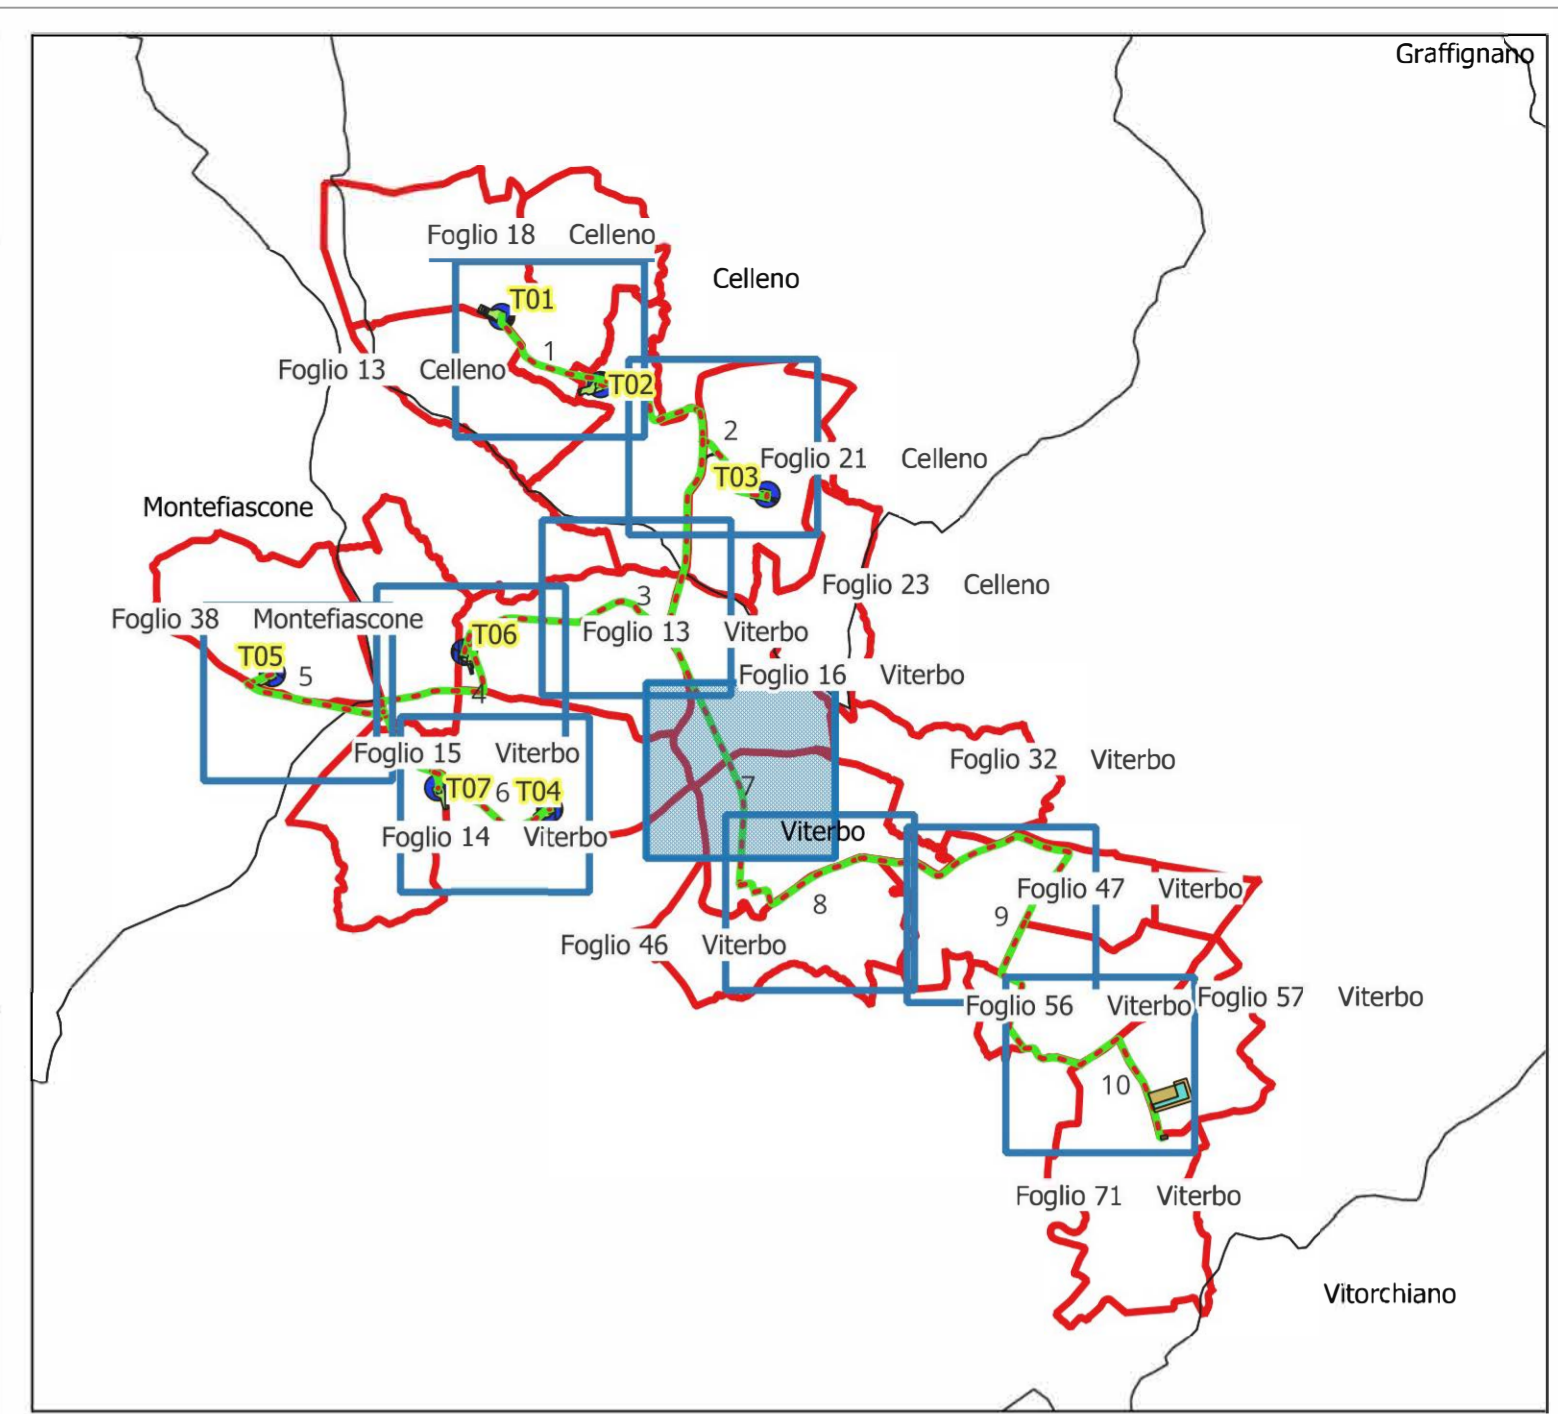 Graffignano
Foglio 18 Celleno
Celleno
T01
1
Foglio 13 Celleno
T02
2
Foglio 21 Celleno
T03
Montefiascone
Foglio 23 Celleno
3
Foglio 38 Montefiascone
T06
Foglio 13 Viterbo
T05
5
Foglio 16 Viterbo
4
Foglio 15 Viterbo
Foglio 32 Viterbo
T07 6 T04
7
Foglio 14 Viterbo
Viterbo
Foglio 47 Viterbo
8
9
Foglio 46 Viterbo
Foglio 56 Viterbo
Foglio 57 Viterbo
10
Foglio 71 Viterbo
Vitorchiano